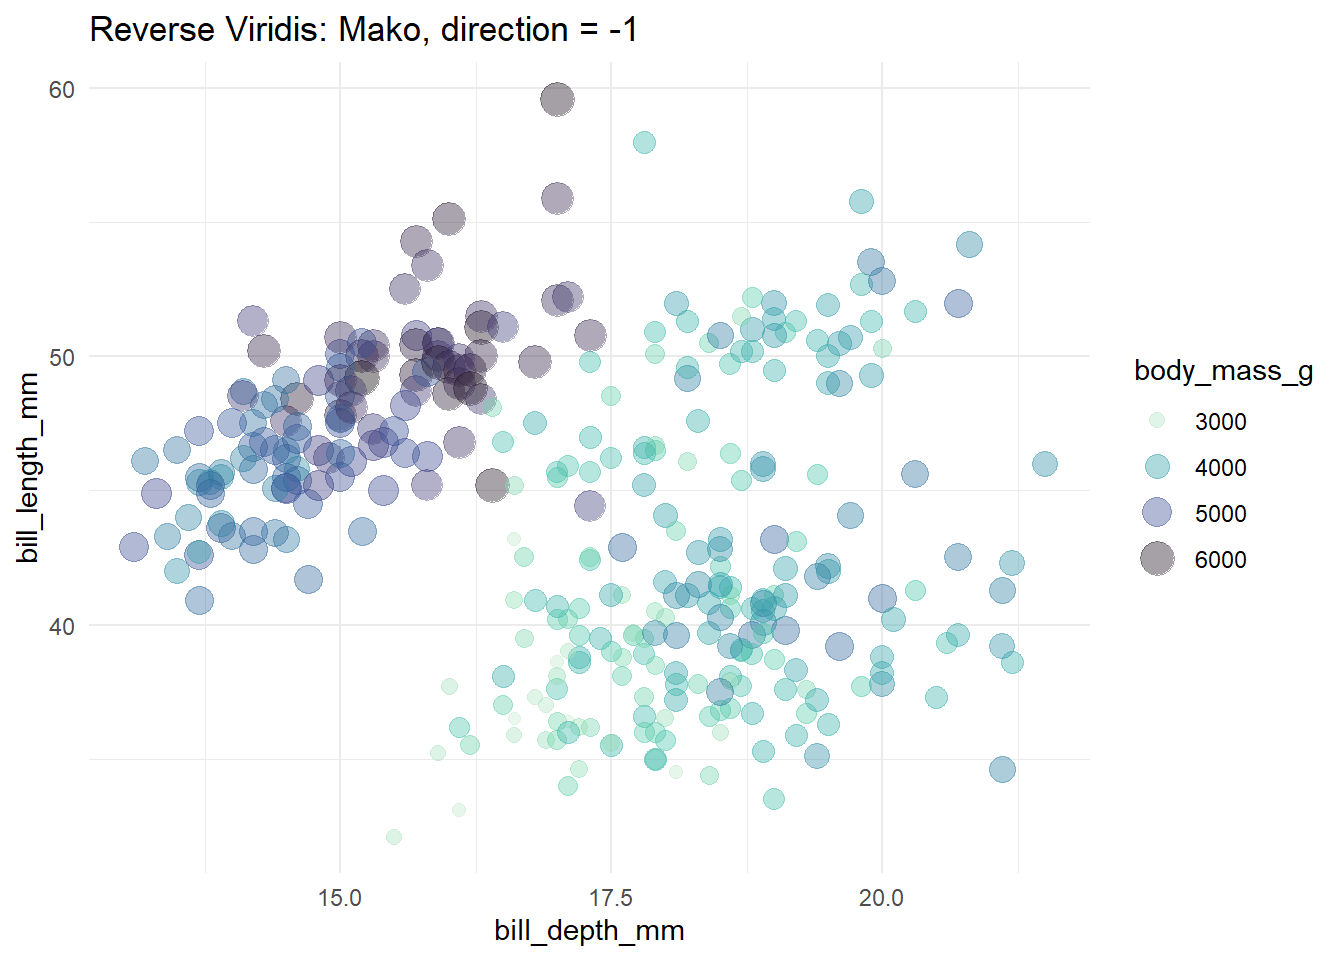 Reverse Viridis: Mako, direction = -1
60
50
40
bill_length_mm
15.0
17.5
20.0
bill_depth_mm
body_mass_g
3000
4000
5000
6000